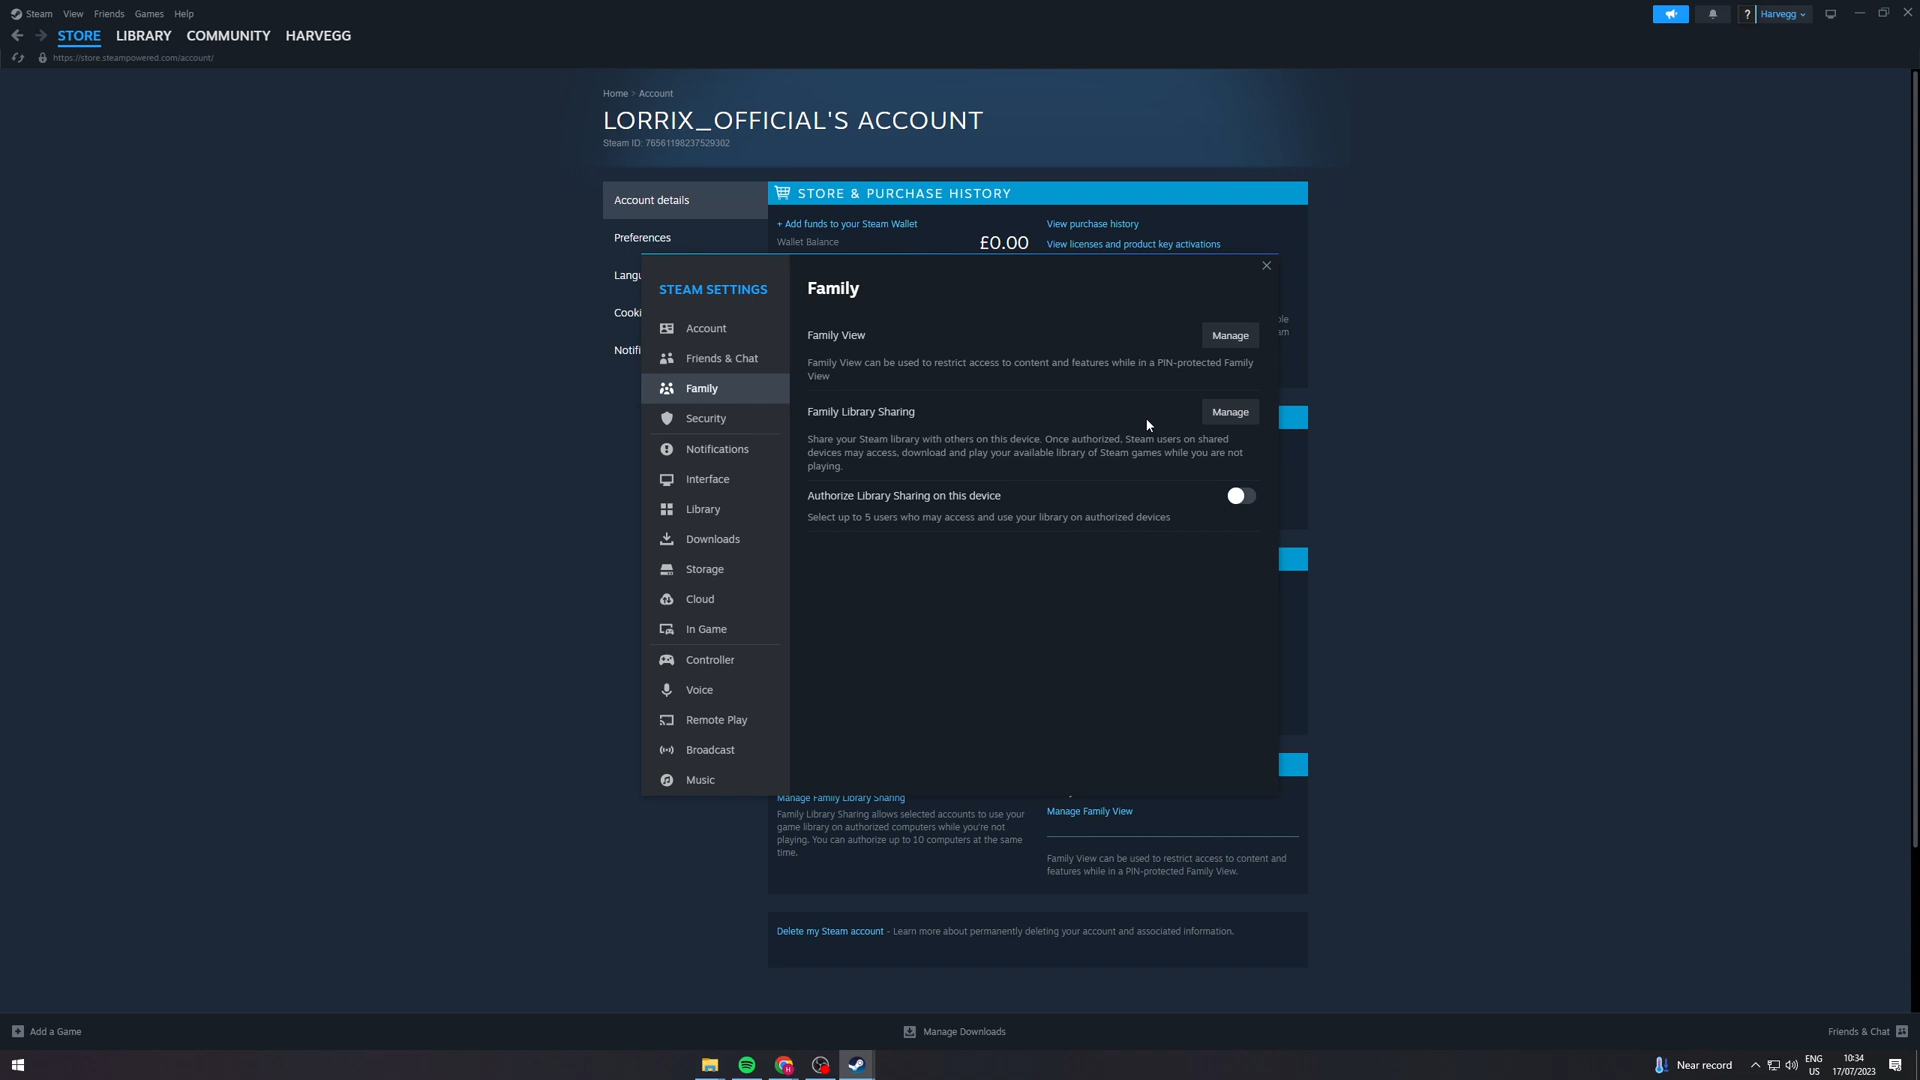 Steam View Friends Games Help
? Harvegg
STORE LIBRARY COMMUNITY HARVEGG
https://store.steampowered.com/account/
Home > Account
LORRIX_OFFICIAL'S ACCOUNT
Steam ID: 76561198237529302
Account details
Preferences
Langu
Cooki
Notifi
STORE & PURCHASE HISTORY
+ Add funds to your Steam Wallet
View purchase history
Wallet Balance £0.00
View licenses and product key activations
STEAM SETTINGS
Account
Friends & Chat
Family
Security
Notifications
Interface
Library
Downloads
Storage
Cloud
In Game
Controller
Voice
Remote Play
Broadcast
Music
Family
Family View
Manage
Family View can be used to restrict access to content and features while in a PIN-protected Family
View
Family Library Sharing
Manage
Share your Steam library with others on this device. Once authorized, Steam users on shared
devices may access, download and play your available library of Steam games while you are not
playing.
Authorize Library Sharing on this device
Select up to 5 users who may access and use your library on authorized devices
Manage Family Library Sharing
Family Library Sharing allows selected accounts to use your
game library on authorized computers while you're not
playing. You can authorize up to 10 computers at the same
time.
Manage Family View
Family View can be used to restrict access to content and
features while in a PIN-protected Family View.
Delete my Steam account - Learn more about permanently deleting your account and associated information.
Add a Game
Manage Downloads
Friends & Chat
Near record
ENG
US
10:34
17/07/2023